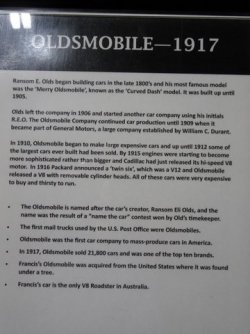 OLDSMOBILE—1917
Ransom E. Olds began building cars in the late 1800's and his most famous model
was the 'Merry Oldsmobile', known as the 'Curved Dash' model. It was built up until
1905.
Olds left the company in 1906 and started another car company using his initials
R.E.O. The Oldsmobile Company continued car production until 1909 when it
became part of General Motors, a large company established by William C. Durant.
In 1910, Oldsmobile began to make large expensive cars and up until 1912 some of
the largest cars ever built had been sold. By 1915 engines were starting to become
more sophisticated rather than bigger and Cadillac had just released its hi-speed V8
motor. In 1916 Packard announced a 'twin six', which was a V12 and Oldsmobile
released a V8 with removable cylinder heads. All of these cars were very expensive
to buy and thirsty to run.
• The Oldsmobile is named after the car's creator, Ransom Eli Olds, and the
name was the result of a "name the car" contest won by Olds timekeeper.
• The first mail trucks used by the U.S. Post Office were Oldsmobiles.
• Oldsmobile was the first car company to mass-produce cars in America.
• In 1917, Oldsmobile sold 21,800 cars and was one of the top ten brands.
• Francis's Oldsmobile was acquired from the United States where it was found
under a tree.
• Francis's car is the only V8 Roadster in Australia.